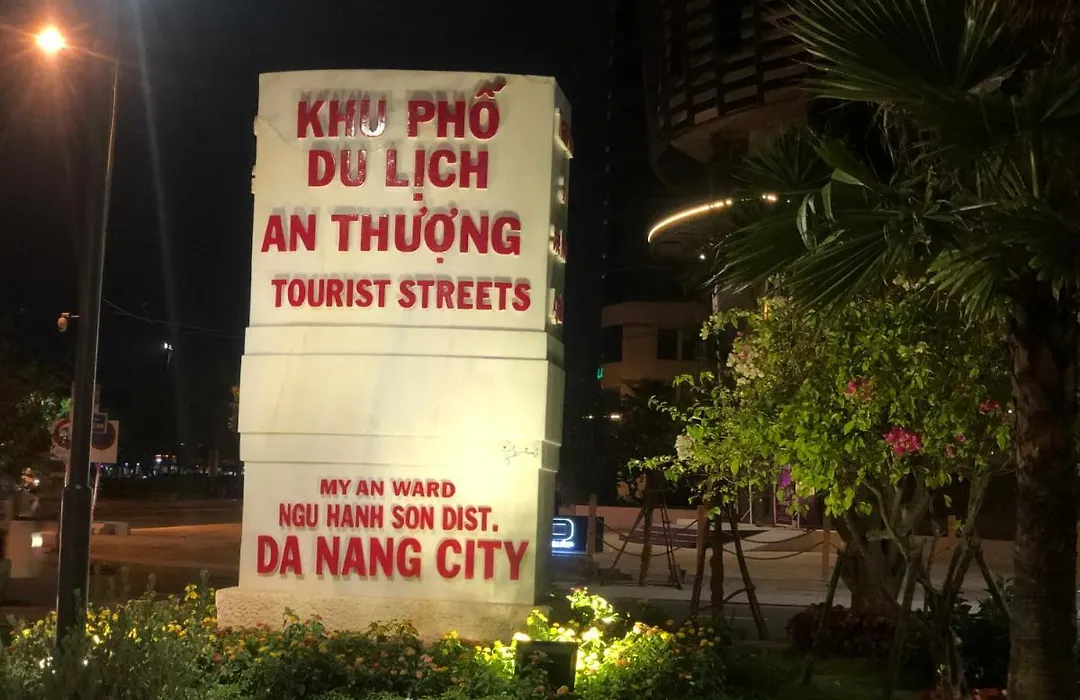 KHU PHỐ
DU LỊCH
AN THƯỢNG
TOURIST STREETS
MY AN WARD
NGU HANH SON DIST.
DA NANG CITY